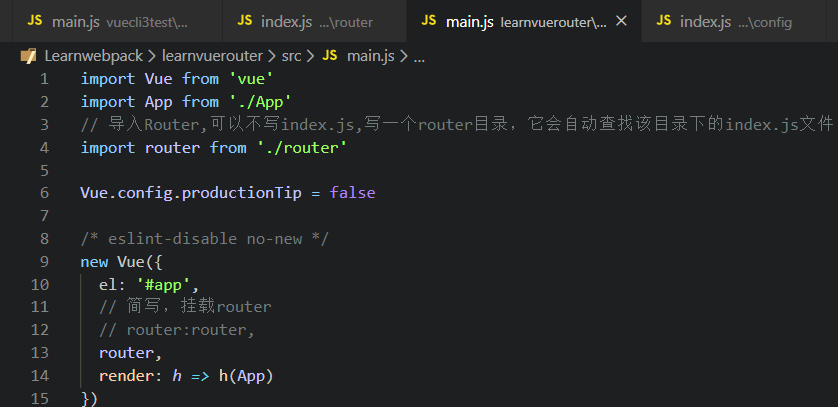 JS main.js vuecli3test\... JS index.js ...\router JS main.js learnvuerouter\... × JS index.js ...\config
Learnwebpack > learnvuerouter > src > JS main.js > ...
1 import Vue from 'vue'
2 import App from './App'
3 // 导入Router,可以不写index.js,写一个router目录，它会自动查找该目录下的index.js文件
4 import router from './router'
5
6 Vue.config.productionTip = false
7
8 /* eslint-disable no-new */
9 new Vue({
10 el: '#app',
11 // 简写，挂载router
12 // router:router,
13 router,
14 render: h => h(App)
15 })